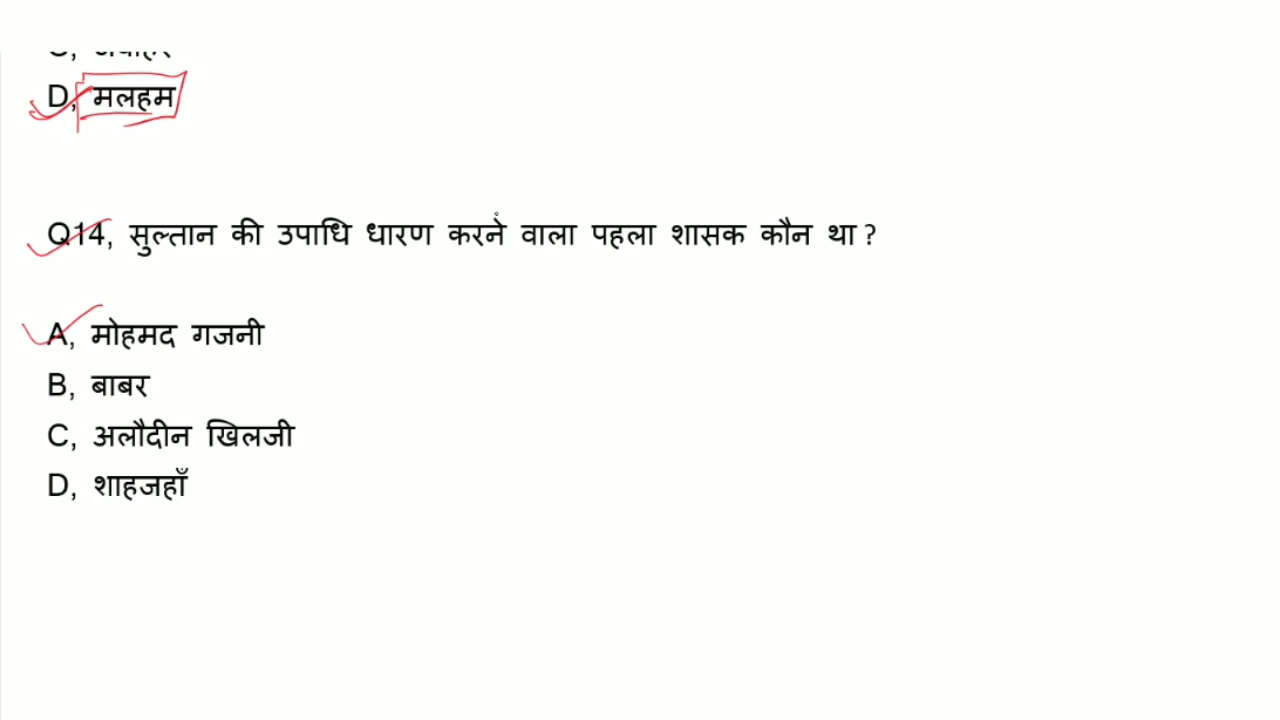 D, मलहम
Q14, सुल्तान की उपाधि धारण करने वाला पहला शासक कौन था ?
A, मोहमद गजनी
B, बाबर
C, अलौदीन खिलजी
D, शाहजहाँ